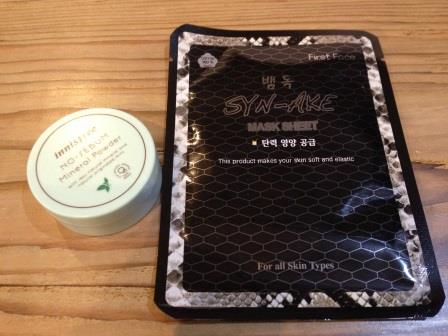 innisfree
NO·SEBUM
Mineral Powder
First Face
뱀독
SYN-AKE
MASK SHEET
탄력 영양 공급
This product makes your skin soft and elastic
For all Skin Types